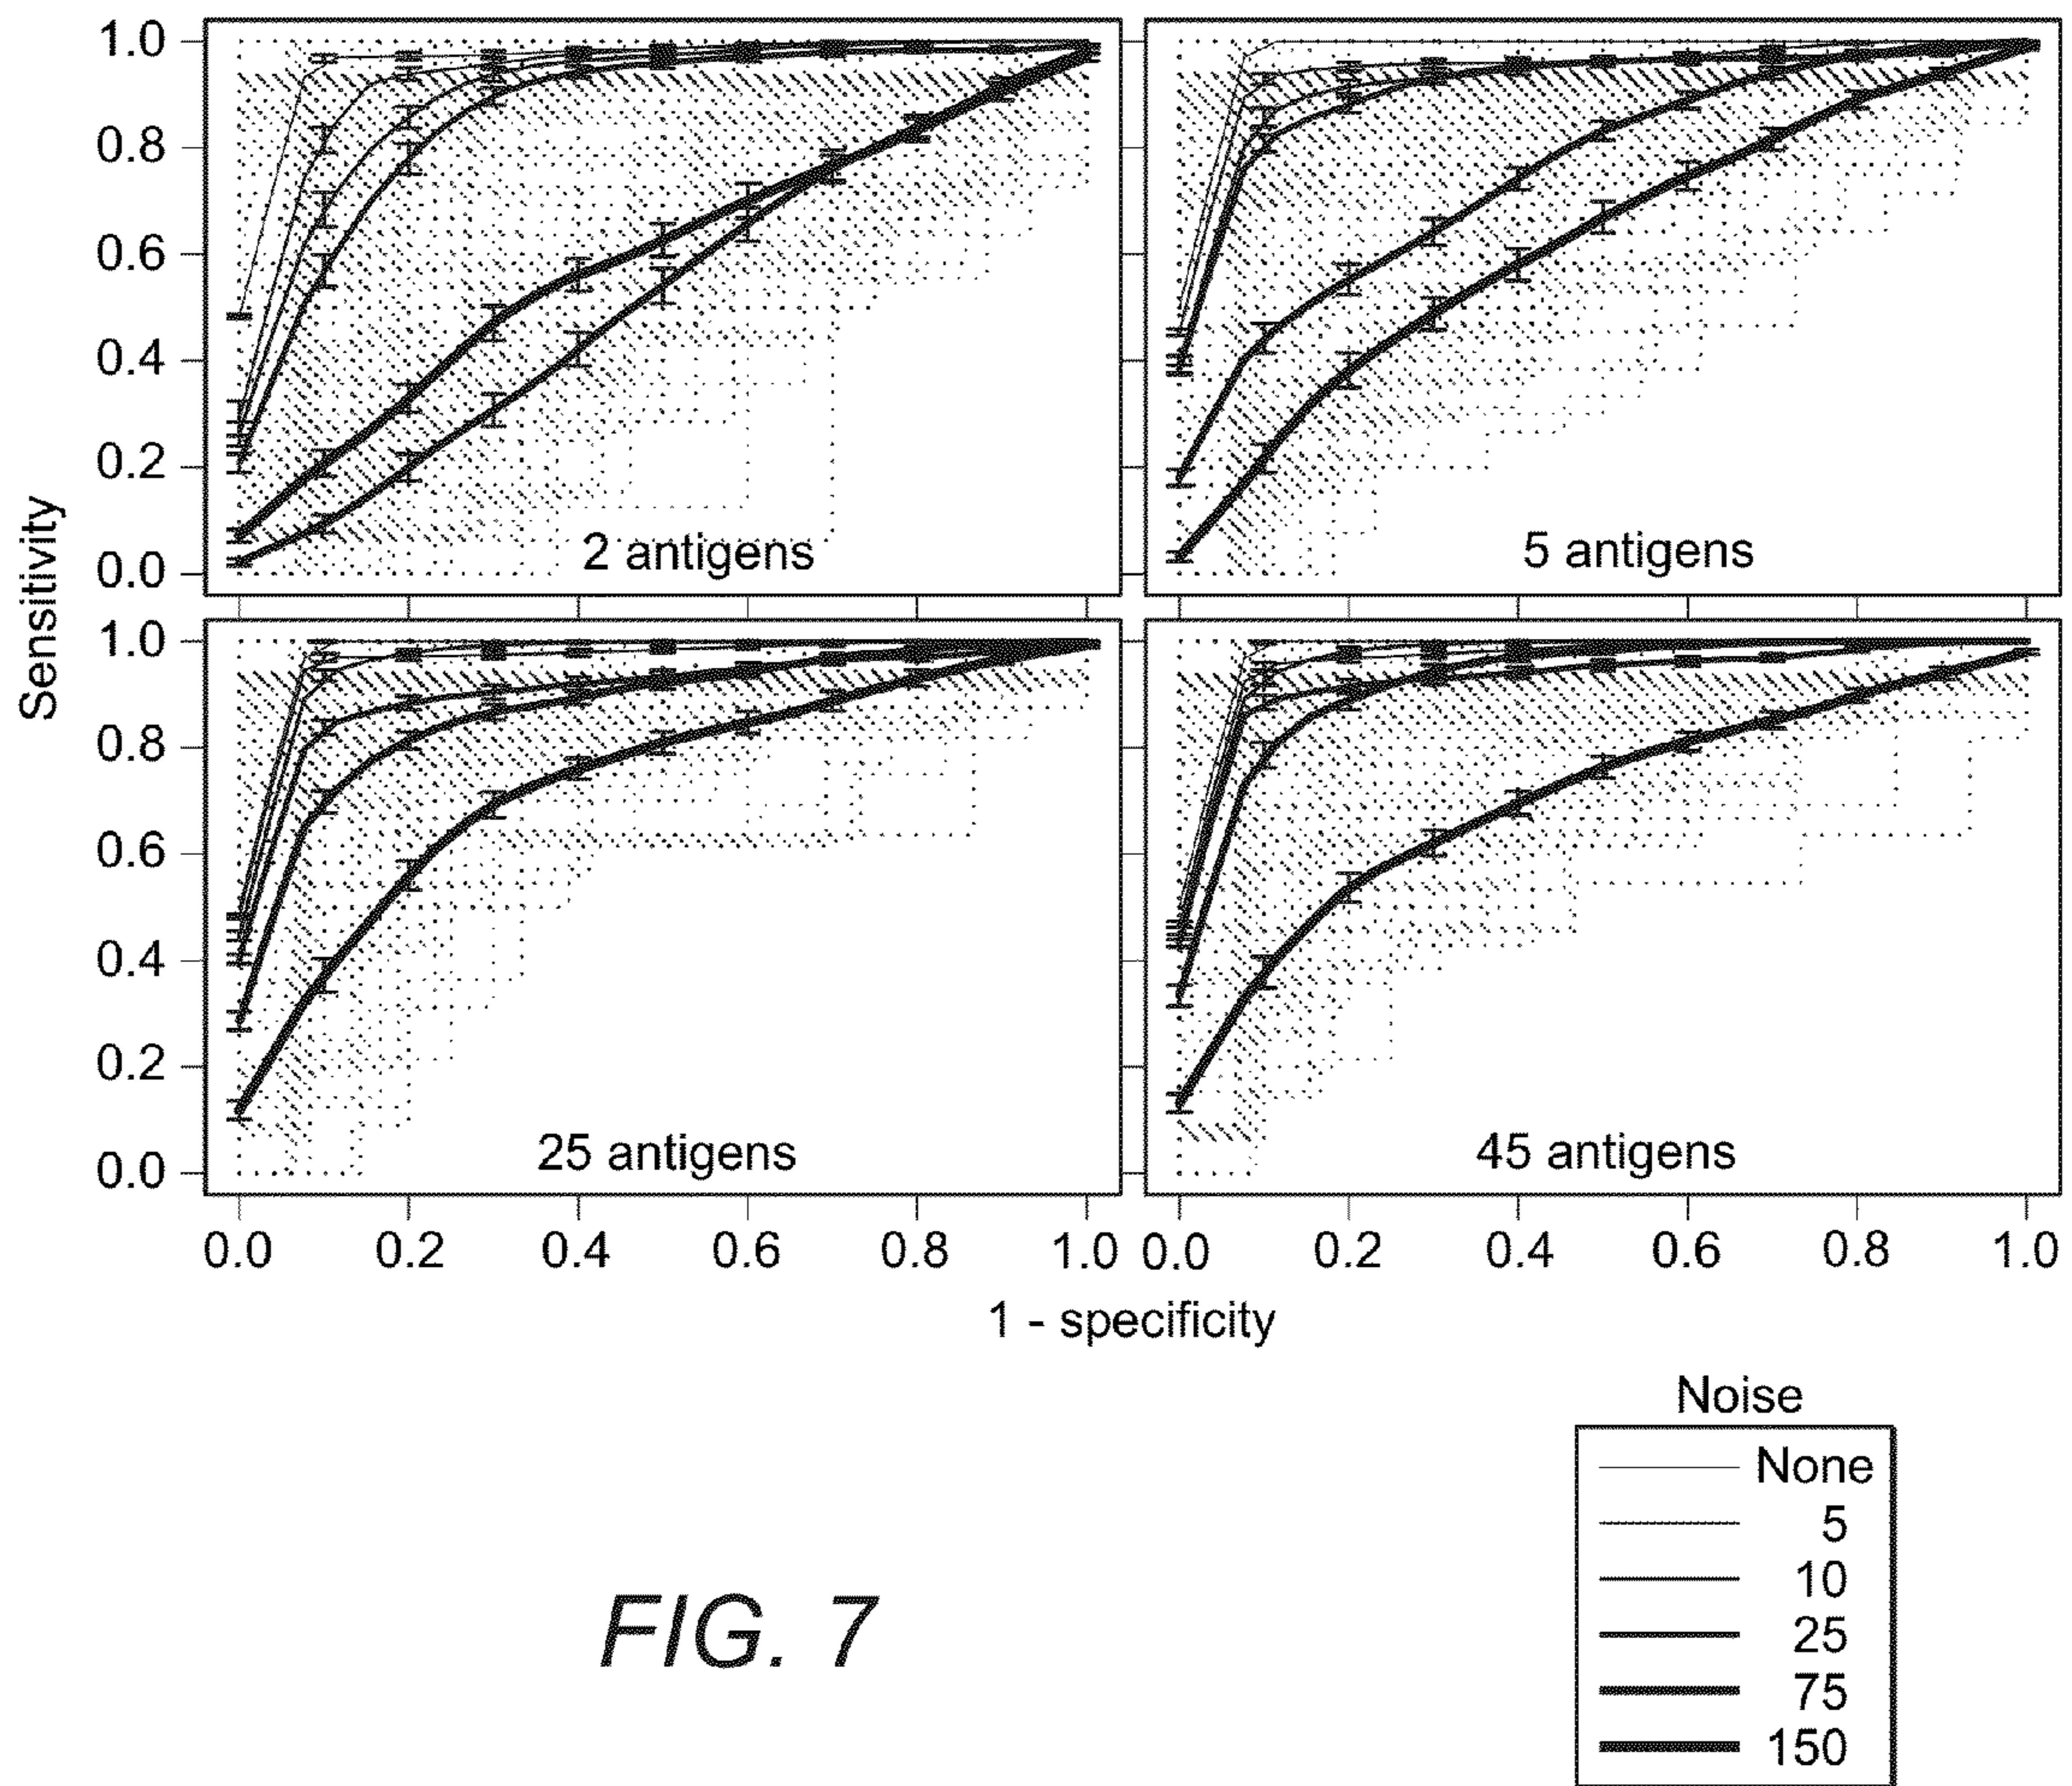 Sensitivity
1.0
0.8
0.6
0.4
0.2
0.0
2 antigens
5 antigens
1.0
0.8
0.6
0.4
0.2
0.0
25 antigens
45 antigens
0.0 0.2 0.4 0.6 0.8 1.0 0.0 0.2 0.4 0.6 0.8 1.0
1 - specificity
Noise
None
5
10
25
75
150
FIG. 7